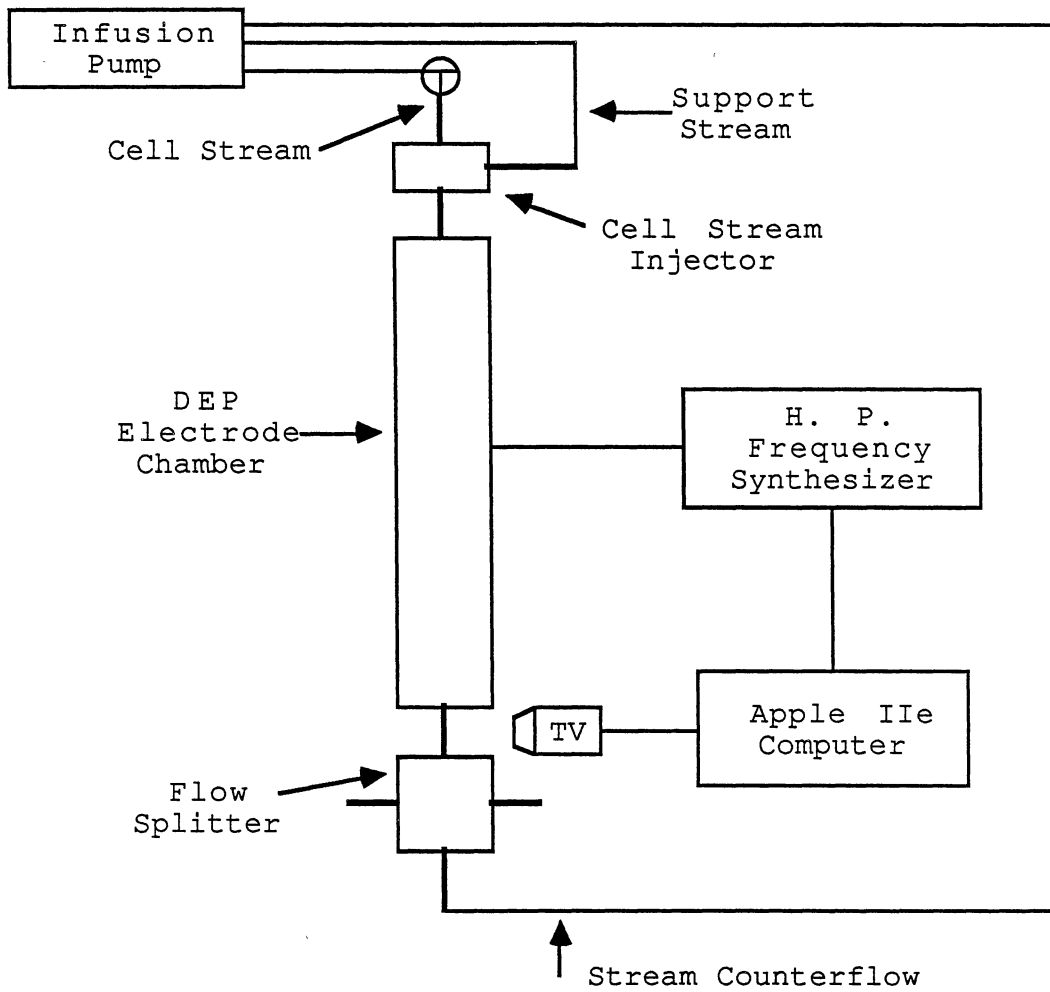 Infusion
Pump
Support
Stream
Cell Stream
Cell Stream
Injector
DEP
Electrode
Chamber
H. P.
Frequency
Synthesizer
Apple IIe
Computer
TV
Flow
Splitter
Stream Counterflow